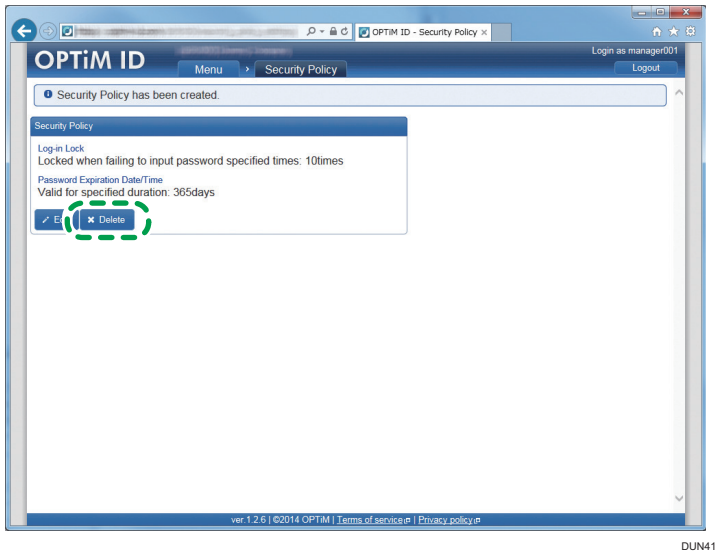 OPTiM ID - Security Policy ×
OPTiM ID
Menu › Security Policy
Login as manager001
Logout
Security Policy has been created.
Security Policy
Log-in Lock
Locked when failing to input password specified times: 10times
Password Expiration Date/Time
Valid for specified duration: 365days
Delete
ver.1.2.6 | ©2014 OPTiM | Terms of service | Privacy policy
DUN41